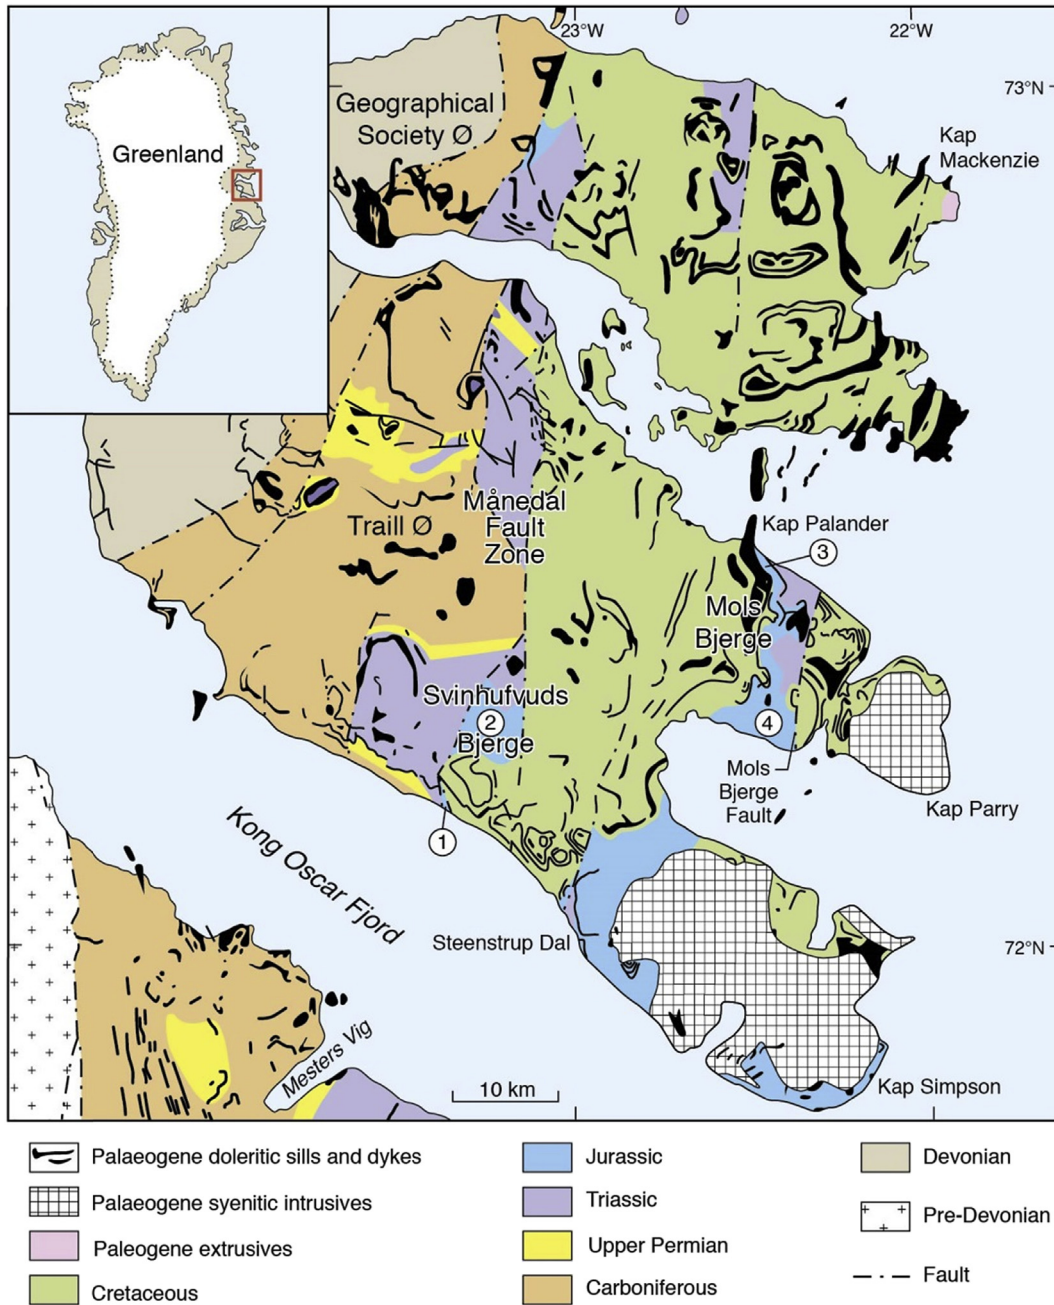 23°W
22°W
73°N
Geographical
Society Ø
Greenland
Kap
Mackenzie
Månedal
Fault
Zone
Traill Ø
Kap Palander
3
Mols
Bjerge
Svinhufvuds
2
Bjerge
4
Mols
Bjerge
Fault
Kap Parry
1
Kong Oscar Fjord
Steenstrup Dal
72°N
Mesters Vig
10 km
Kap Simpson
Palaeogene doleritic sills and dykes
Palaeogene syenitic intrusives
Paleogene extrusives
Cretaceous
Jurassic
Triassic
Upper Permian
Carboniferous
Devonian
Pre-Devonian
Fault